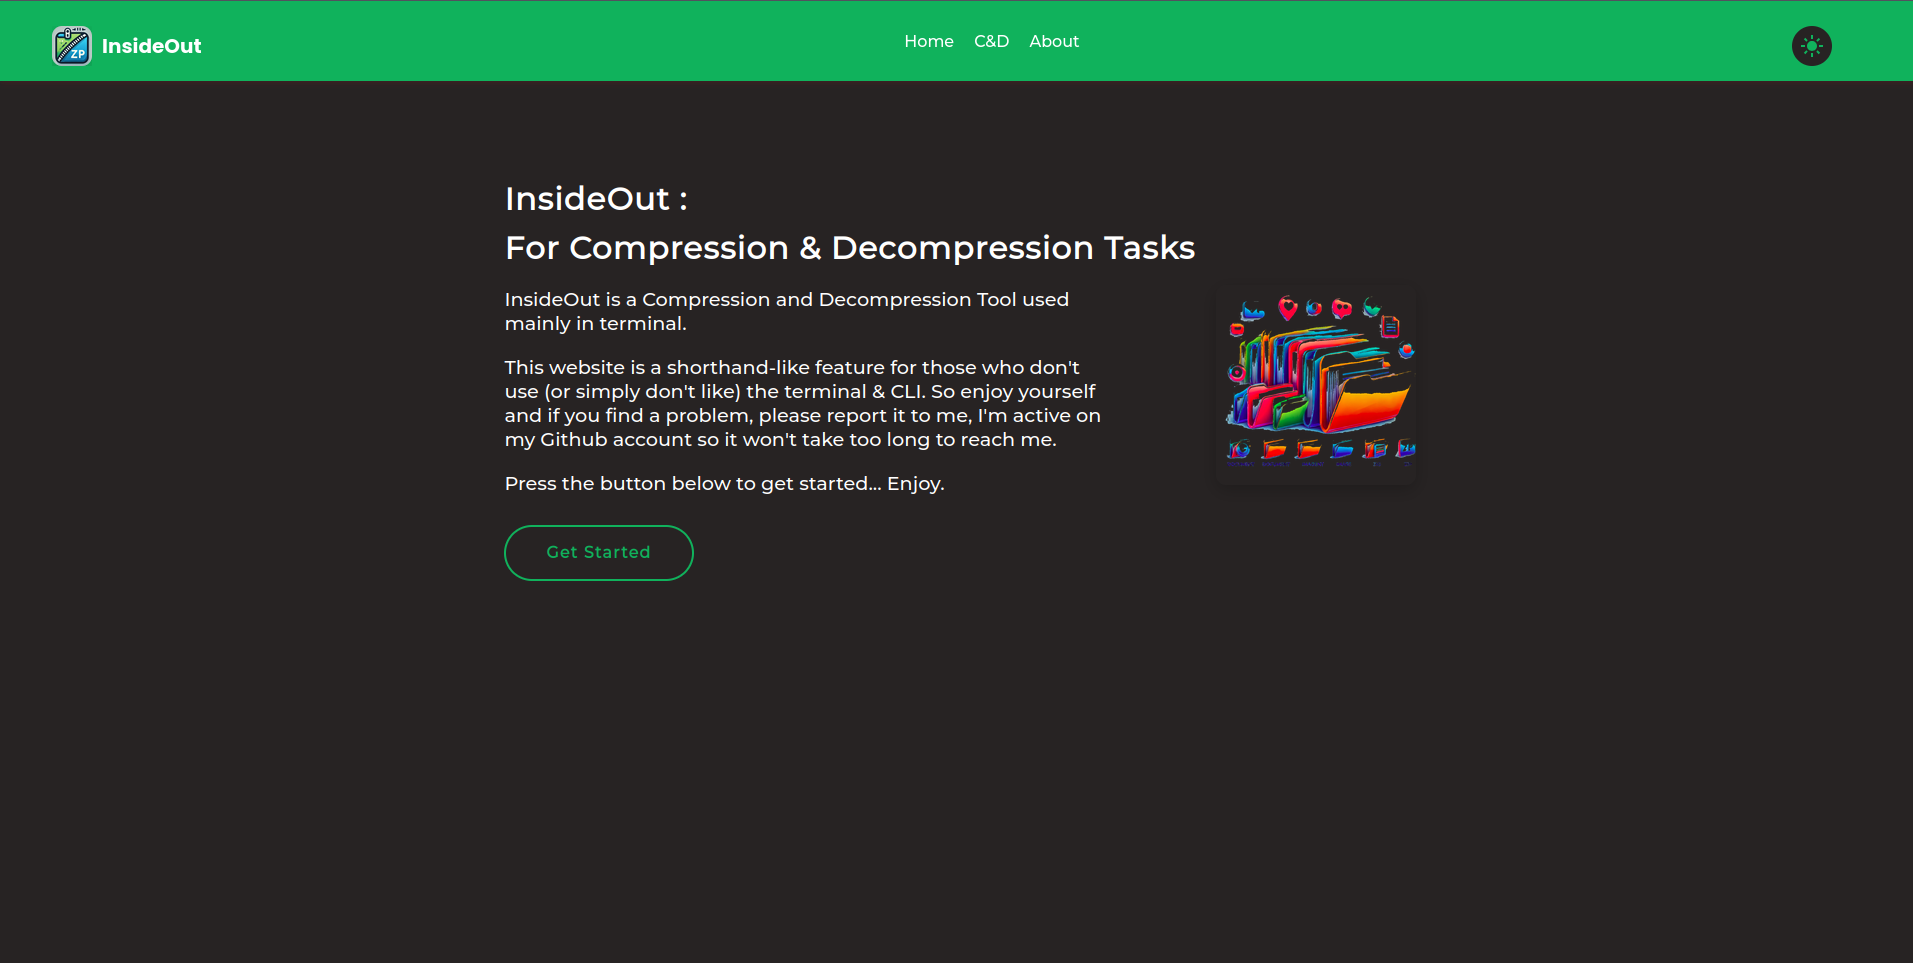 ZP
InsideOut
Home C&D About
InsideOut :
For Compression & Decompression Tasks
InsideOut is a Compression and Decompression Tool used
mainly in terminal.
This website is a shorthand-like feature for those who don't
use (or simply don't like) the terminal & CLI. So enjoy yourself
and if you find a problem, please report it to me, I'm active on
my Github account so it won't take too long to reach me.
Press the button below to get started... Enjoy.
Get Started